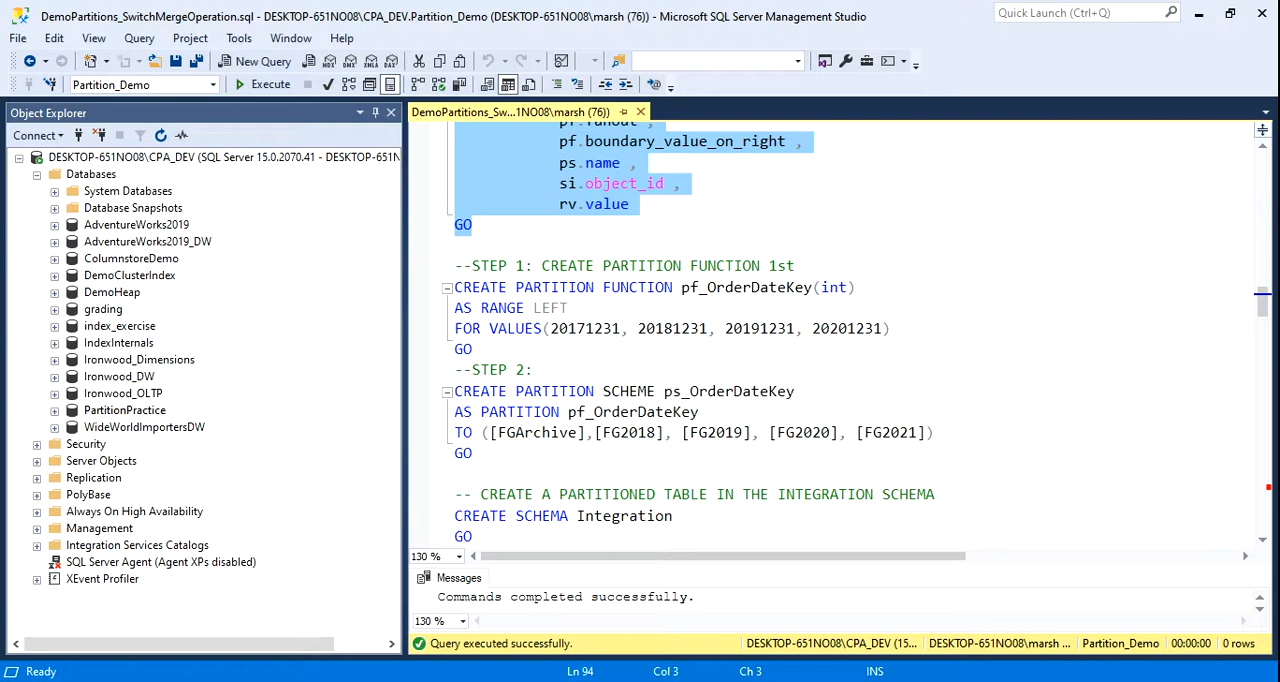 DemoPartitions_SwitchMergeOperation.sql - DESKTOP-651NO08\CPA_DEV.Partition_Demo (DESKTOP-651NO08\marsh (76)) - Microsoft SQL Server Management Studio
Quick Launch (Ctrl+Q)
File Edit View Query Project Tools Window Help
New Query
MDX DMX XMLA DAX
Partition_Demo
Execute
Object Explorer
DemoPartitions_Sw...1NO08\marsh (76))
Connect
DESKTOP-651NO08\CPA_DEV (SQL Server 15.0.2070.41 - DESKTOP-651N
Databases
System Databases
Database Snapshots
AdventureWorks2019
AdventureWorks2019_DW
ColumnstoreDemo
DemoClusterIndex
DemoHeap
grading
index_exercise
IndexInternals
Ironwood_Dimensions
Ironwood_DW
Ironwood_OLTP
PartitionPractice
WideWorldImportersDW
Security
Server Objects
Replication
PolyBase
Always On High Availability
Management
Integration Services Catalogs
SQL Server Agent (Agent XPs disabled)
XEvent Profiler
pf.fanout ,
pf.boundary_value_on_right ,
ps.name ,
si.object_id ,
rv.value
GO
--STEP 1: CREATE PARTITION FUNCTION 1st
CREATE PARTITION FUNCTION pf_OrderDateKey(int)
AS RANGE LEFT
FOR VALUES(20171231, 20181231, 20191231, 20201231)
GO
--STEP 2:
CREATE PARTITION SCHEME ps_OrderDateKey
AS PARTITION pf_OrderDateKey
TO ([FGArchive],[FG2018], [FG2019], [FG2020], [FG2021])
GO
-- CREATE A PARTITIONED TABLE IN THE INTEGRATION SCHEMA
CREATE SCHEMA Integration
GO
130 %
Messages
Commands completed successfully.
130 %
Query executed successfully.
DESKTOP-651NO08\CPA_DEV (15... DESKTOP-651NO08\marsh ... Partition_Demo 00:00:00 0 rows
Ready
Ln 94 Col 3 Ch 3 INS